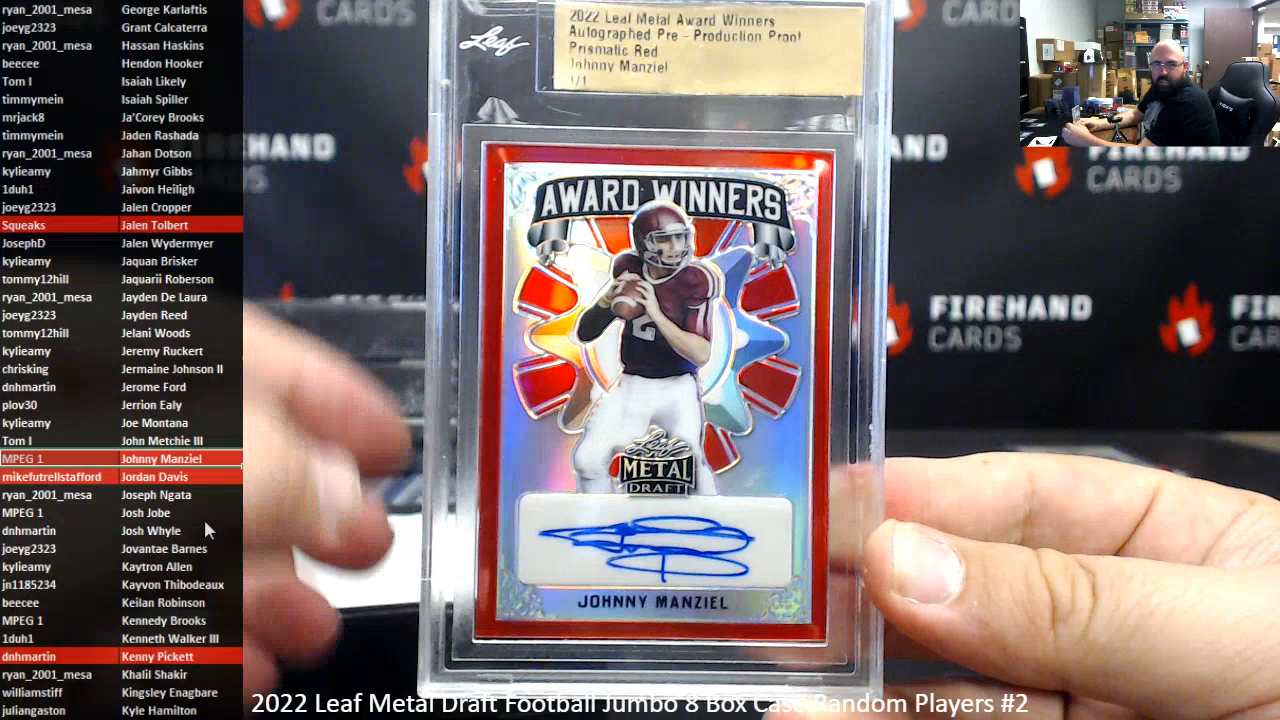 ryan_2001_mesa George Karlaftis
joeyg2323 Grant Calcaterra
ryan_2001_mesa Hassan Haskins
beecee Hendon Hooker
Tom I Isaiah Likely
timmymein Isaiah Spiller
mrjack8 Ja'Corey Brooks
timmymein Jaden Rashada
ryan_2001_mesa Jahan Dotson
kylieamy Jahmyr Gibbs
1duh1 Jaivon Heiligh
joeyg2323 Jalen Cropper
Squeaks Jalen Tolbert
JosephD Jalen Wydermyer
kylieamy Jaquan Brisker
tommy12hill Jaquarii Roberson
ryan_2001_mesa Jayden De Laura
joeyg2323 Jayden Reed
tommy12hill Jelani Woods
kylieamy Jeremy Ruckert
chrisking Jermaine Johnson II
dnhmartin Jerome Ford
plov30 Jerrion Ealy
kylieamy Joe Montana
Tom I John Metchie III
MPEG 1 Johnny Manziel
mikefutrellstafford Jordan Davis
ryan_2001_mesa Joseph Ngata
MPEG 1 Josh Jobe
dnhmartin Josh Whyle
joeyg2323 Jovantae Barnes
kylieamy Kaytron Allen
jn1185234 Kayvon Thibodeaux
beecee Keilan Robinson
MPEG 1 Kennedy Brooks
1duh1 Kenneth Walker III
dnhmartin Kenny Pickett
ryan_2001_mesa Khalil Shakir
williamstiff Kingsley Enagbare
juliangaston Kyle Hamilton
Leaf
2022 Leaf Metal Award Winners
Autographed Pre - Production Proof
Prismatic Red
Johnny Manziel
1/1
AWARD WINNERS
2
Leaf
METAL
DRAFT
JOHNNY MANZIEL
FIREHAND
CARDS
FIREHAND
CARDS
FIREHAND
CARDS
2022 Leaf Metal Draft Football Jumbo 8 Box Case Random Players #2